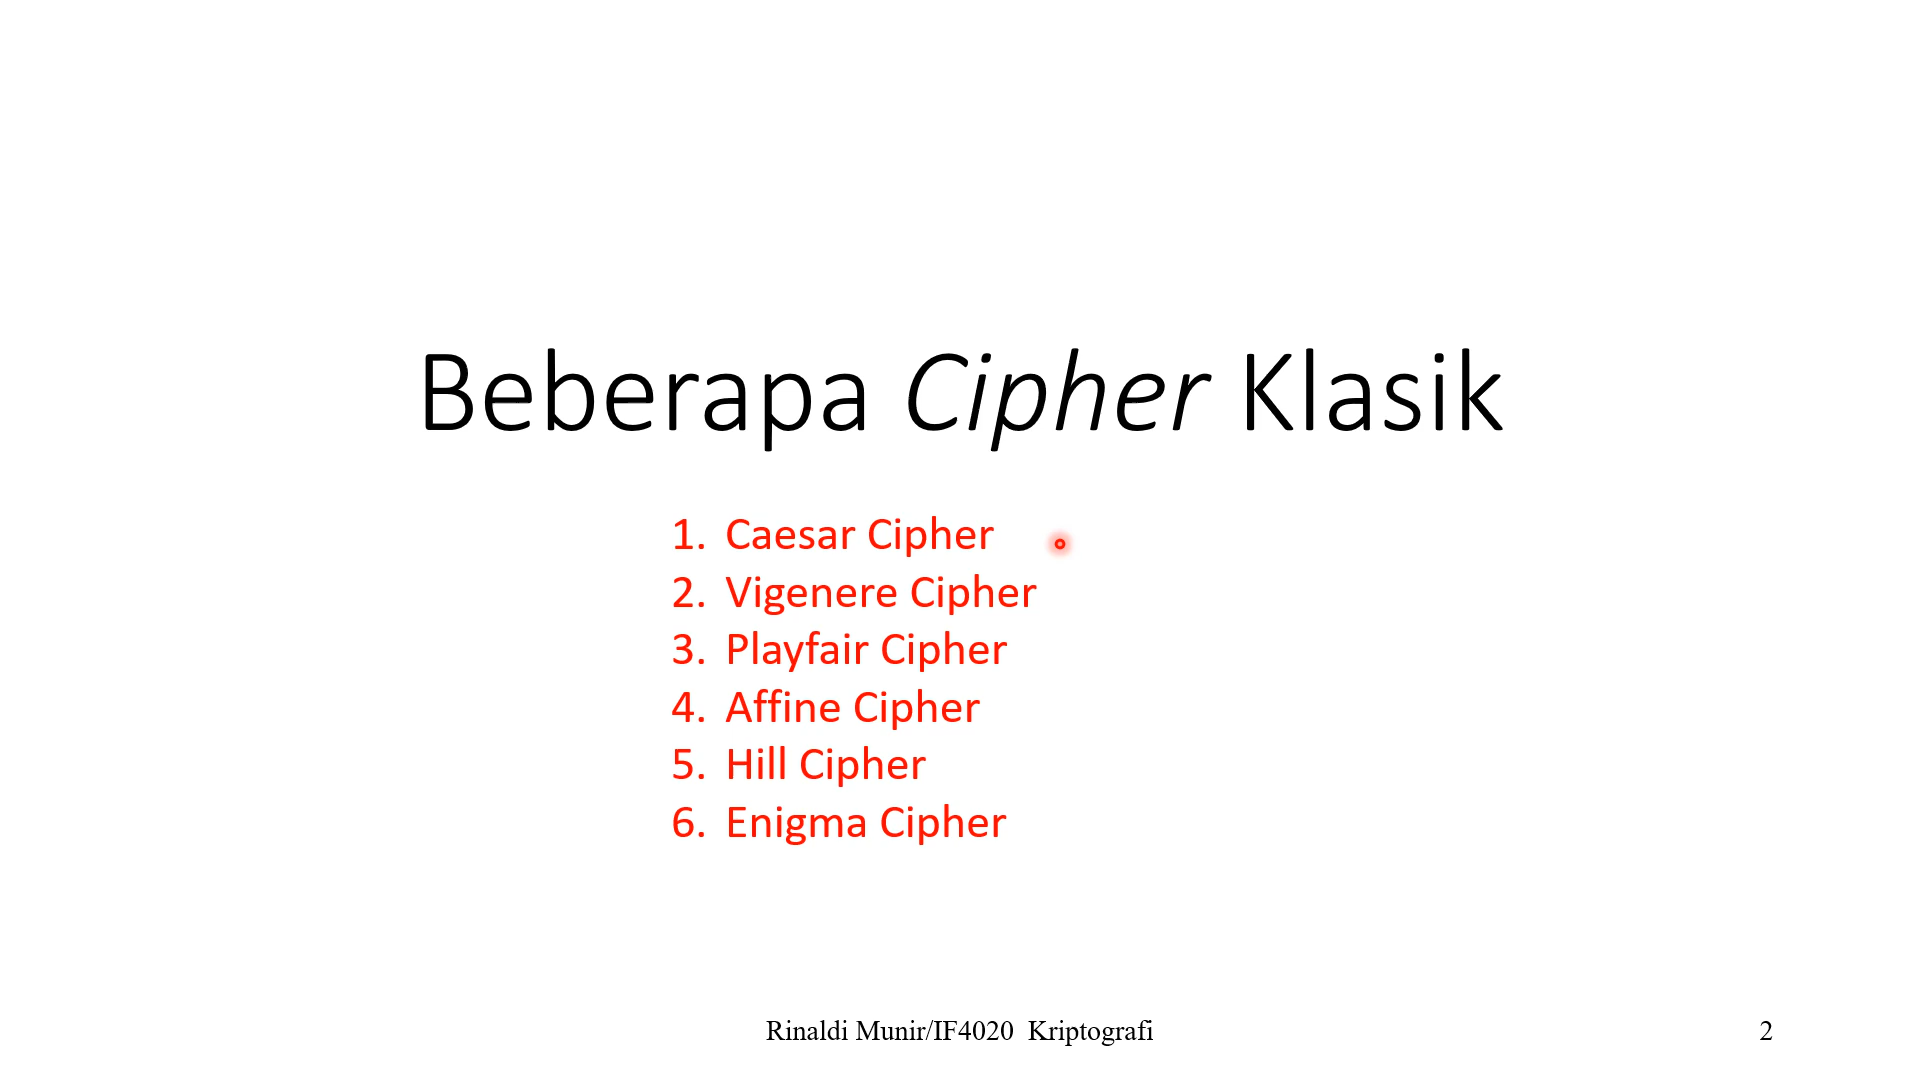 Beberapa Cipher Klasik
1. Caesar Cipher
2. Vigenere Cipher
3. Playfair Cipher
4. Affine Cipher
5. Hill Cipher
6. Enigma Cipher
Rinaldi Munir/IF4020 Kriptografi
2